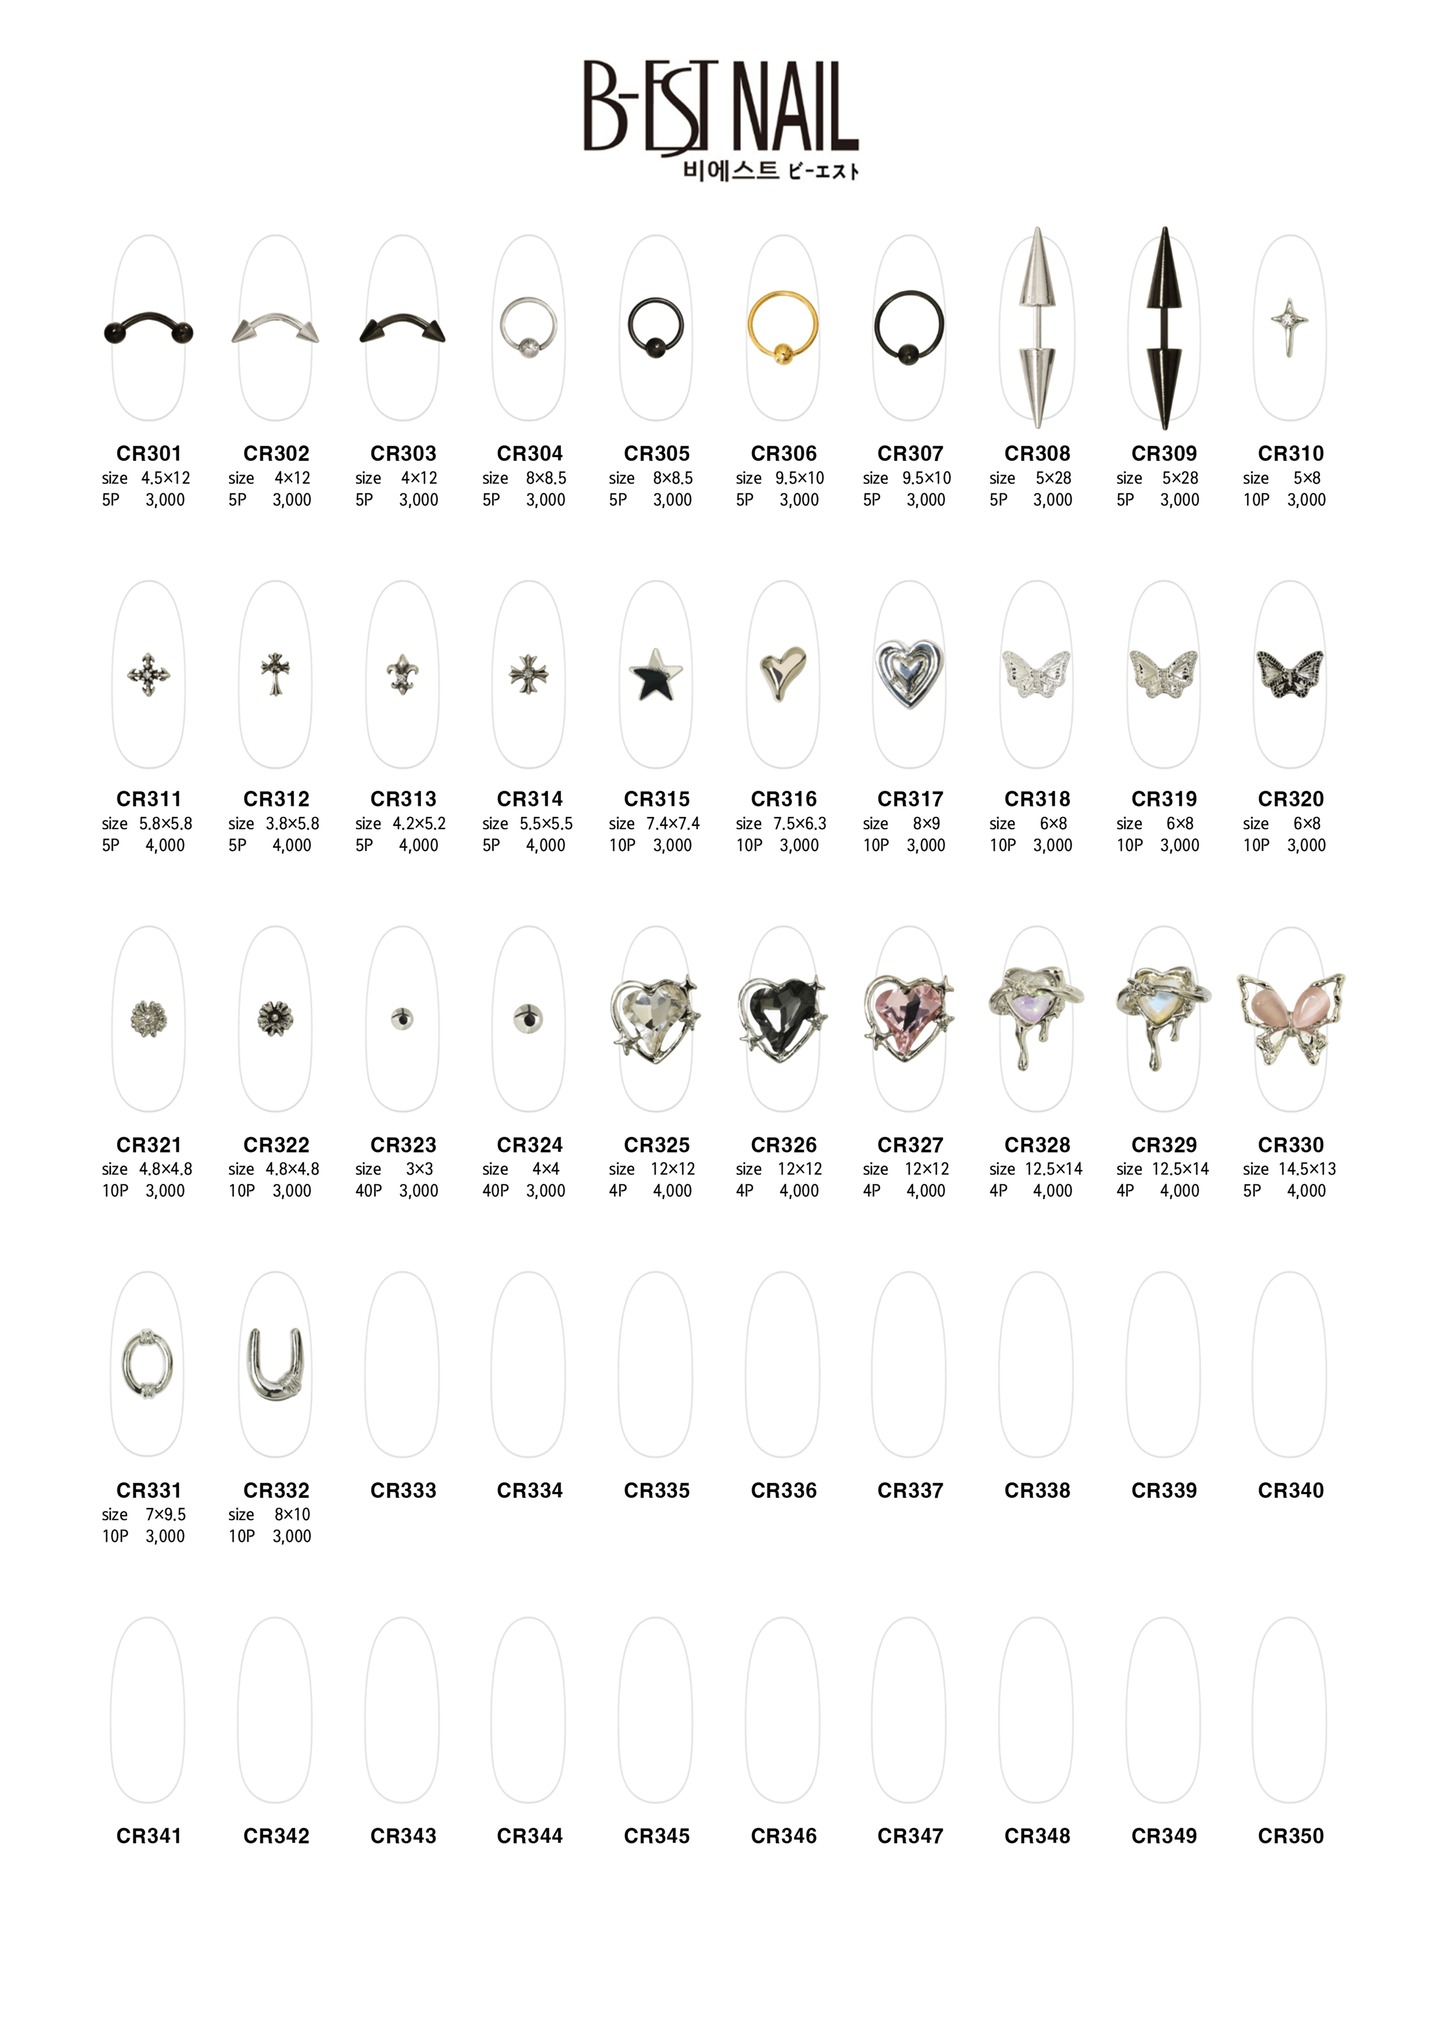 B-EST NAIL
비에스트 ビーエスト
CR301 CR302 CR303 CR304 CR305 CR306 CR307 CR308 CR309 CR310
size 4.5×12 size 4×12 size 4×12 size 8×8.5 size 8×8.5 size 9.5×10 size 9.5×10 size 5×28 size 5×28 size 5×8
5P 3,000 5P 3,000 5P 3,000 5P 3,000 5P 3,000 5P 3,000 5P 3,000 5P 3,000 5P 3,000 10P 3,000
CR311 CR312 CR313 CR314 CR315 CR316 CR317 CR318 CR319 CR320
size 5.8×5.8 size 3.8×5.8 size 4.2×5.2 size 5.5×5.5 size 7.4×7.4 size 7.5×6.3 size 8×9 size 6×8 size 6×8 size 6×8
5P 4,000 5P 4,000 5P 4,000 5P 4,000 10P 3,000 10P 3,000 10P 3,000 10P 3,000 10P 3,000 10P 3,000
CR321 CR322 CR323 CR324 CR325 CR326 CR327 CR328 CR329 CR330
size 4.8×4.8 size 4.8×4.8 size 3×3 size 4×4 size 12×12 size 12×12 size 12×12 size 12.5×14 size 12.5×14 size 14.5×13
10P 3,000 10P 3,000 40P 3,000 40P 3,000 4P 4,000 4P 4,000 4P 4,000 4P 4,000 4P 4,000 5P 4,000
CR331 CR332 CR333 CR334 CR335 CR336 CR337 CR338 CR339 CR340
size 7×9.5 size 8×10
10P 3,000 10P 3,000
CR341 CR342 CR343 CR344 CR345 CR346 CR347 CR348 CR349 CR350